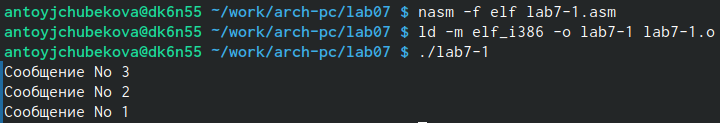 antoyjchubekova@dk6n55 ~/work/arch-pc/lab07 $ nasm -f elf lab7-1.asm
antoyjchubekova@dk6n55 ~/work/arch-pc/lab07 $ ld -m elf_i386 -o lab7-1 lab7-1.o
antoyjchubekova@dk6n55 ~/work/arch-pc/lab07 $ ./lab7-1
Сообщение No 3
Сообщение No 2
Сообщение No 1